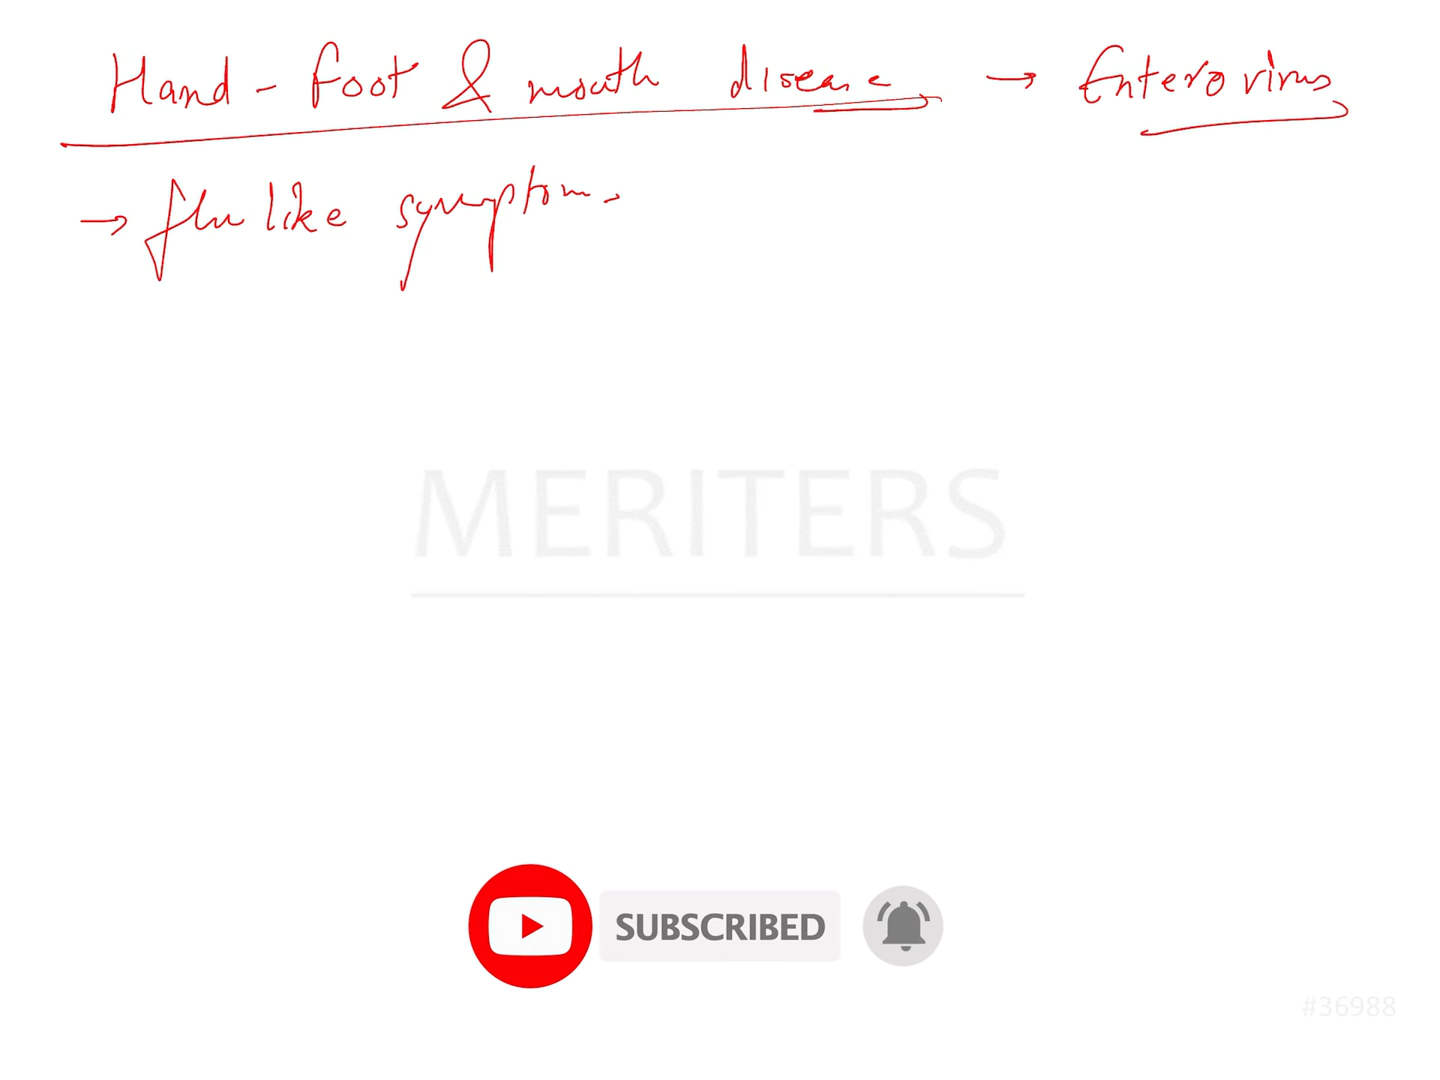 Hand - foot & mouth disease → Enterovirus
→ flu like symptom.
MERITERS
SUBSCRIBED
#36988